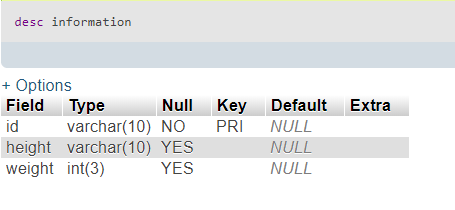 desc information
+ Options
Field Type Null Key Default Extra
id varchar(10) NO PRI NULL
height varchar(10) YES NULL
weight int(3) YES NULL